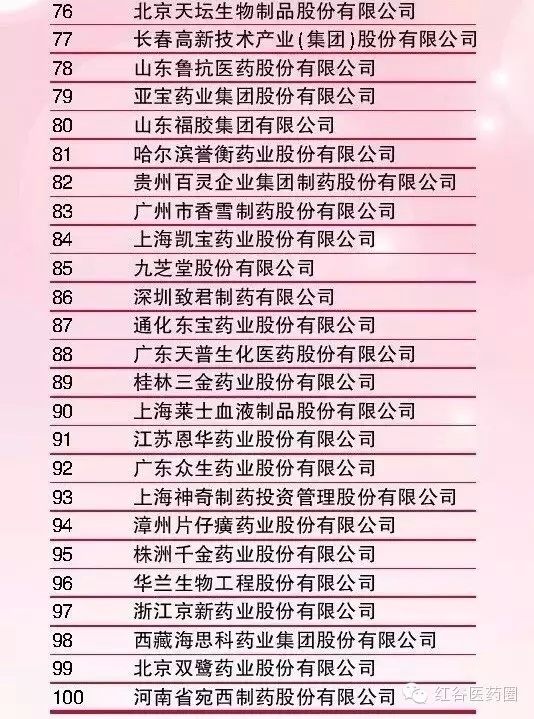 76 北京天坛生物制品股份有限公司
77 长春高新技术产业(集团)股份有限公司
78 山东鲁抗医药股份有限公司
79 亚宝药业集团股份有限公司
80 山东福胶集团有限公司
81 哈尔滨誉衡药业股份有限公司
82 贵州百灵企业集团制药股份有限公司
83 广州市香雪制药股份有限公司
84 上海凯宝药业股份有限公司
85 九芝堂股份有限公司
86 深圳致君制药有限公司
87 通化东宝药业股份有限公司
88 广东天普生化医药股份有限公司
89 桂林三金药业股份有限公司
90 上海莱士血液制品股份有限公司
91 江苏恩华药业股份有限公司
92 广东众生药业股份有限公司
93 上海神奇制药投资管理股份有限公司
94 漳州片仔癀药业股份有限公司
95 株洲千金药业股份有限公司
96 华兰生物工程股份有限公司
97 浙江京新药业股份有限公司
98 西藏海思科药业集团股份有限公司
99 北京双鹭药业股份有限公司
100 河南省宛西制药股份有限公司
红谷医药圈